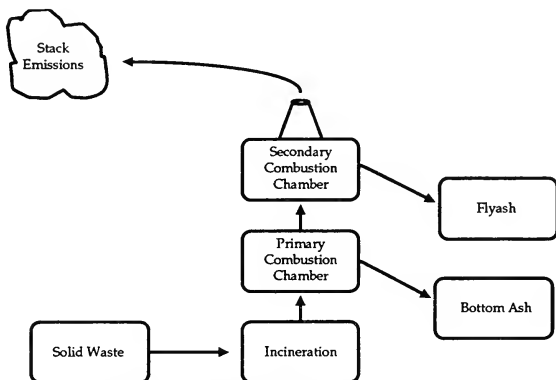 Stack
Emissions
Secondary
Combustion
Chamber
Flyash
Primary
Combustion
Chamber
Bottom Ash
Solid Waste
Incineration